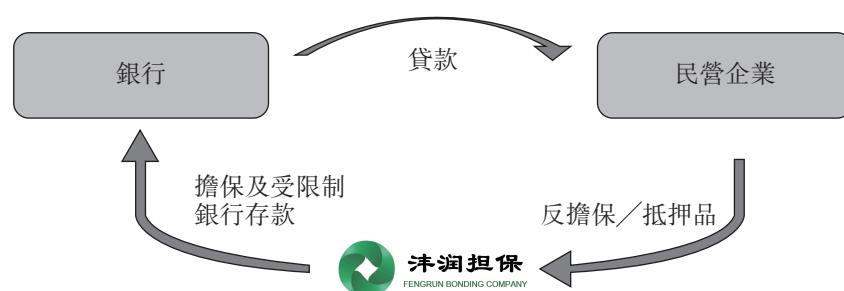 銀行
貸款
民營企業
擔保及受限制
銀行存款
反擔保／抵押品
沣润担保
FENGRUN BONDING COMPANY